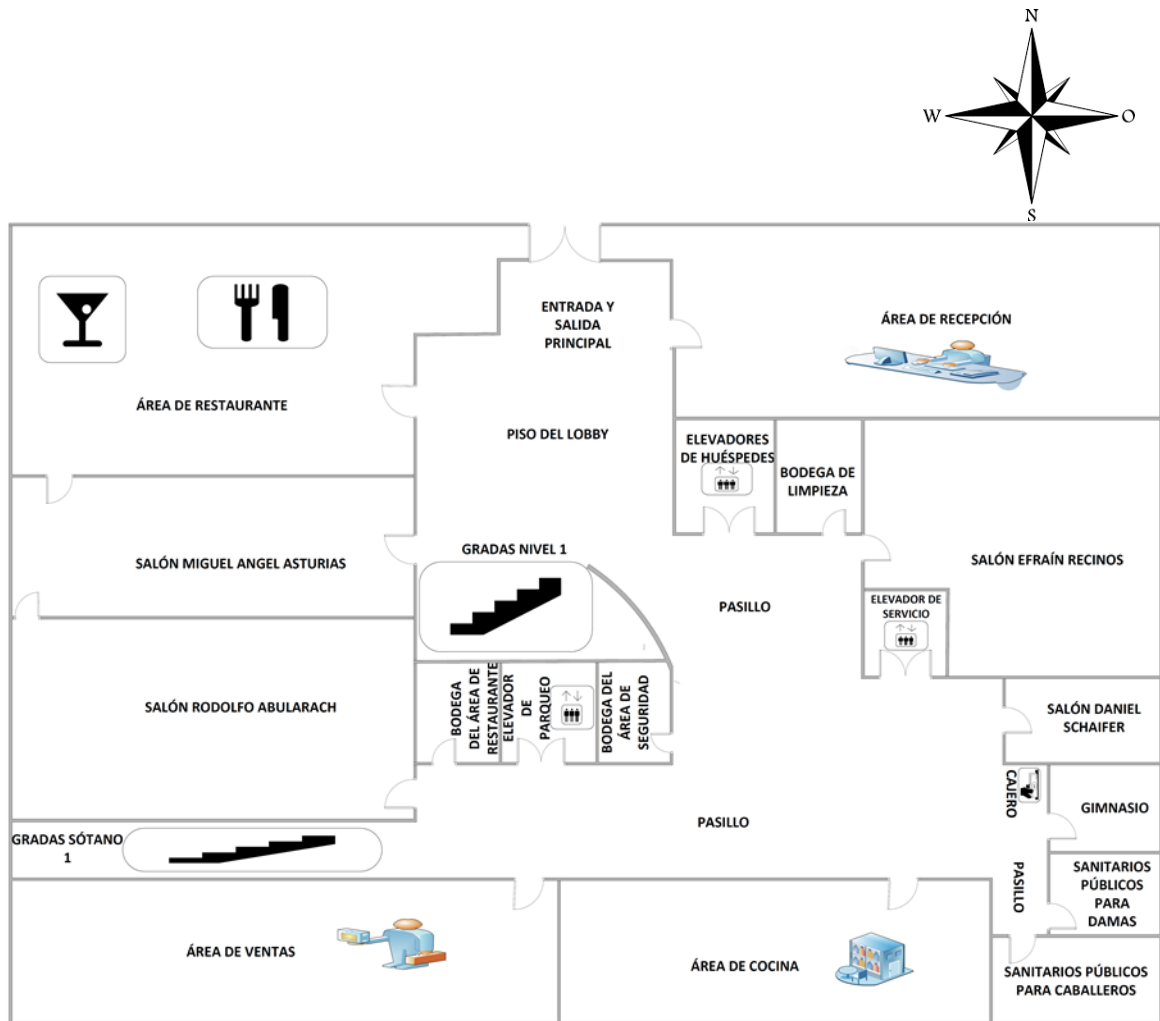 N
W
O
S
ENTRADA Y
SALIDA
PRINCIPAL
ÁREA DE RECEPCIÓN
ÁREA DE RESTAURANTE
PISO DEL LOBBY
ELEVADORES
DE HUÉSPEDES
BODEGA DE
LIMPIEZA
SALÓN MIGUEL ANGEL ASTURIAS
GRADAS NIVEL 1
SALÓN EFRAÍN RECINOS
PASILLO
ELEVADOR DE
SERVICIO
SALÓN RODOLFO ABULARACH
BODEGA
DEL ÁREA DE
RESTAURANTE
ELEVADOR
DE
PARQUEO
BODEGA DEL
ÁREA DE
SEGURIDAD
SALÓN DANIEL
SCHAIFER
CAJERO
GIMNASIO
PASILLO
GRADAS SÓTANO
1
PASILLO
SANITARIOS
PÚBLICOS
PARA
DAMAS
ÁREA DE VENTAS
ÁREA DE COCINA
SANITARIOS PÚBLICOS
PARA CABALLEROS